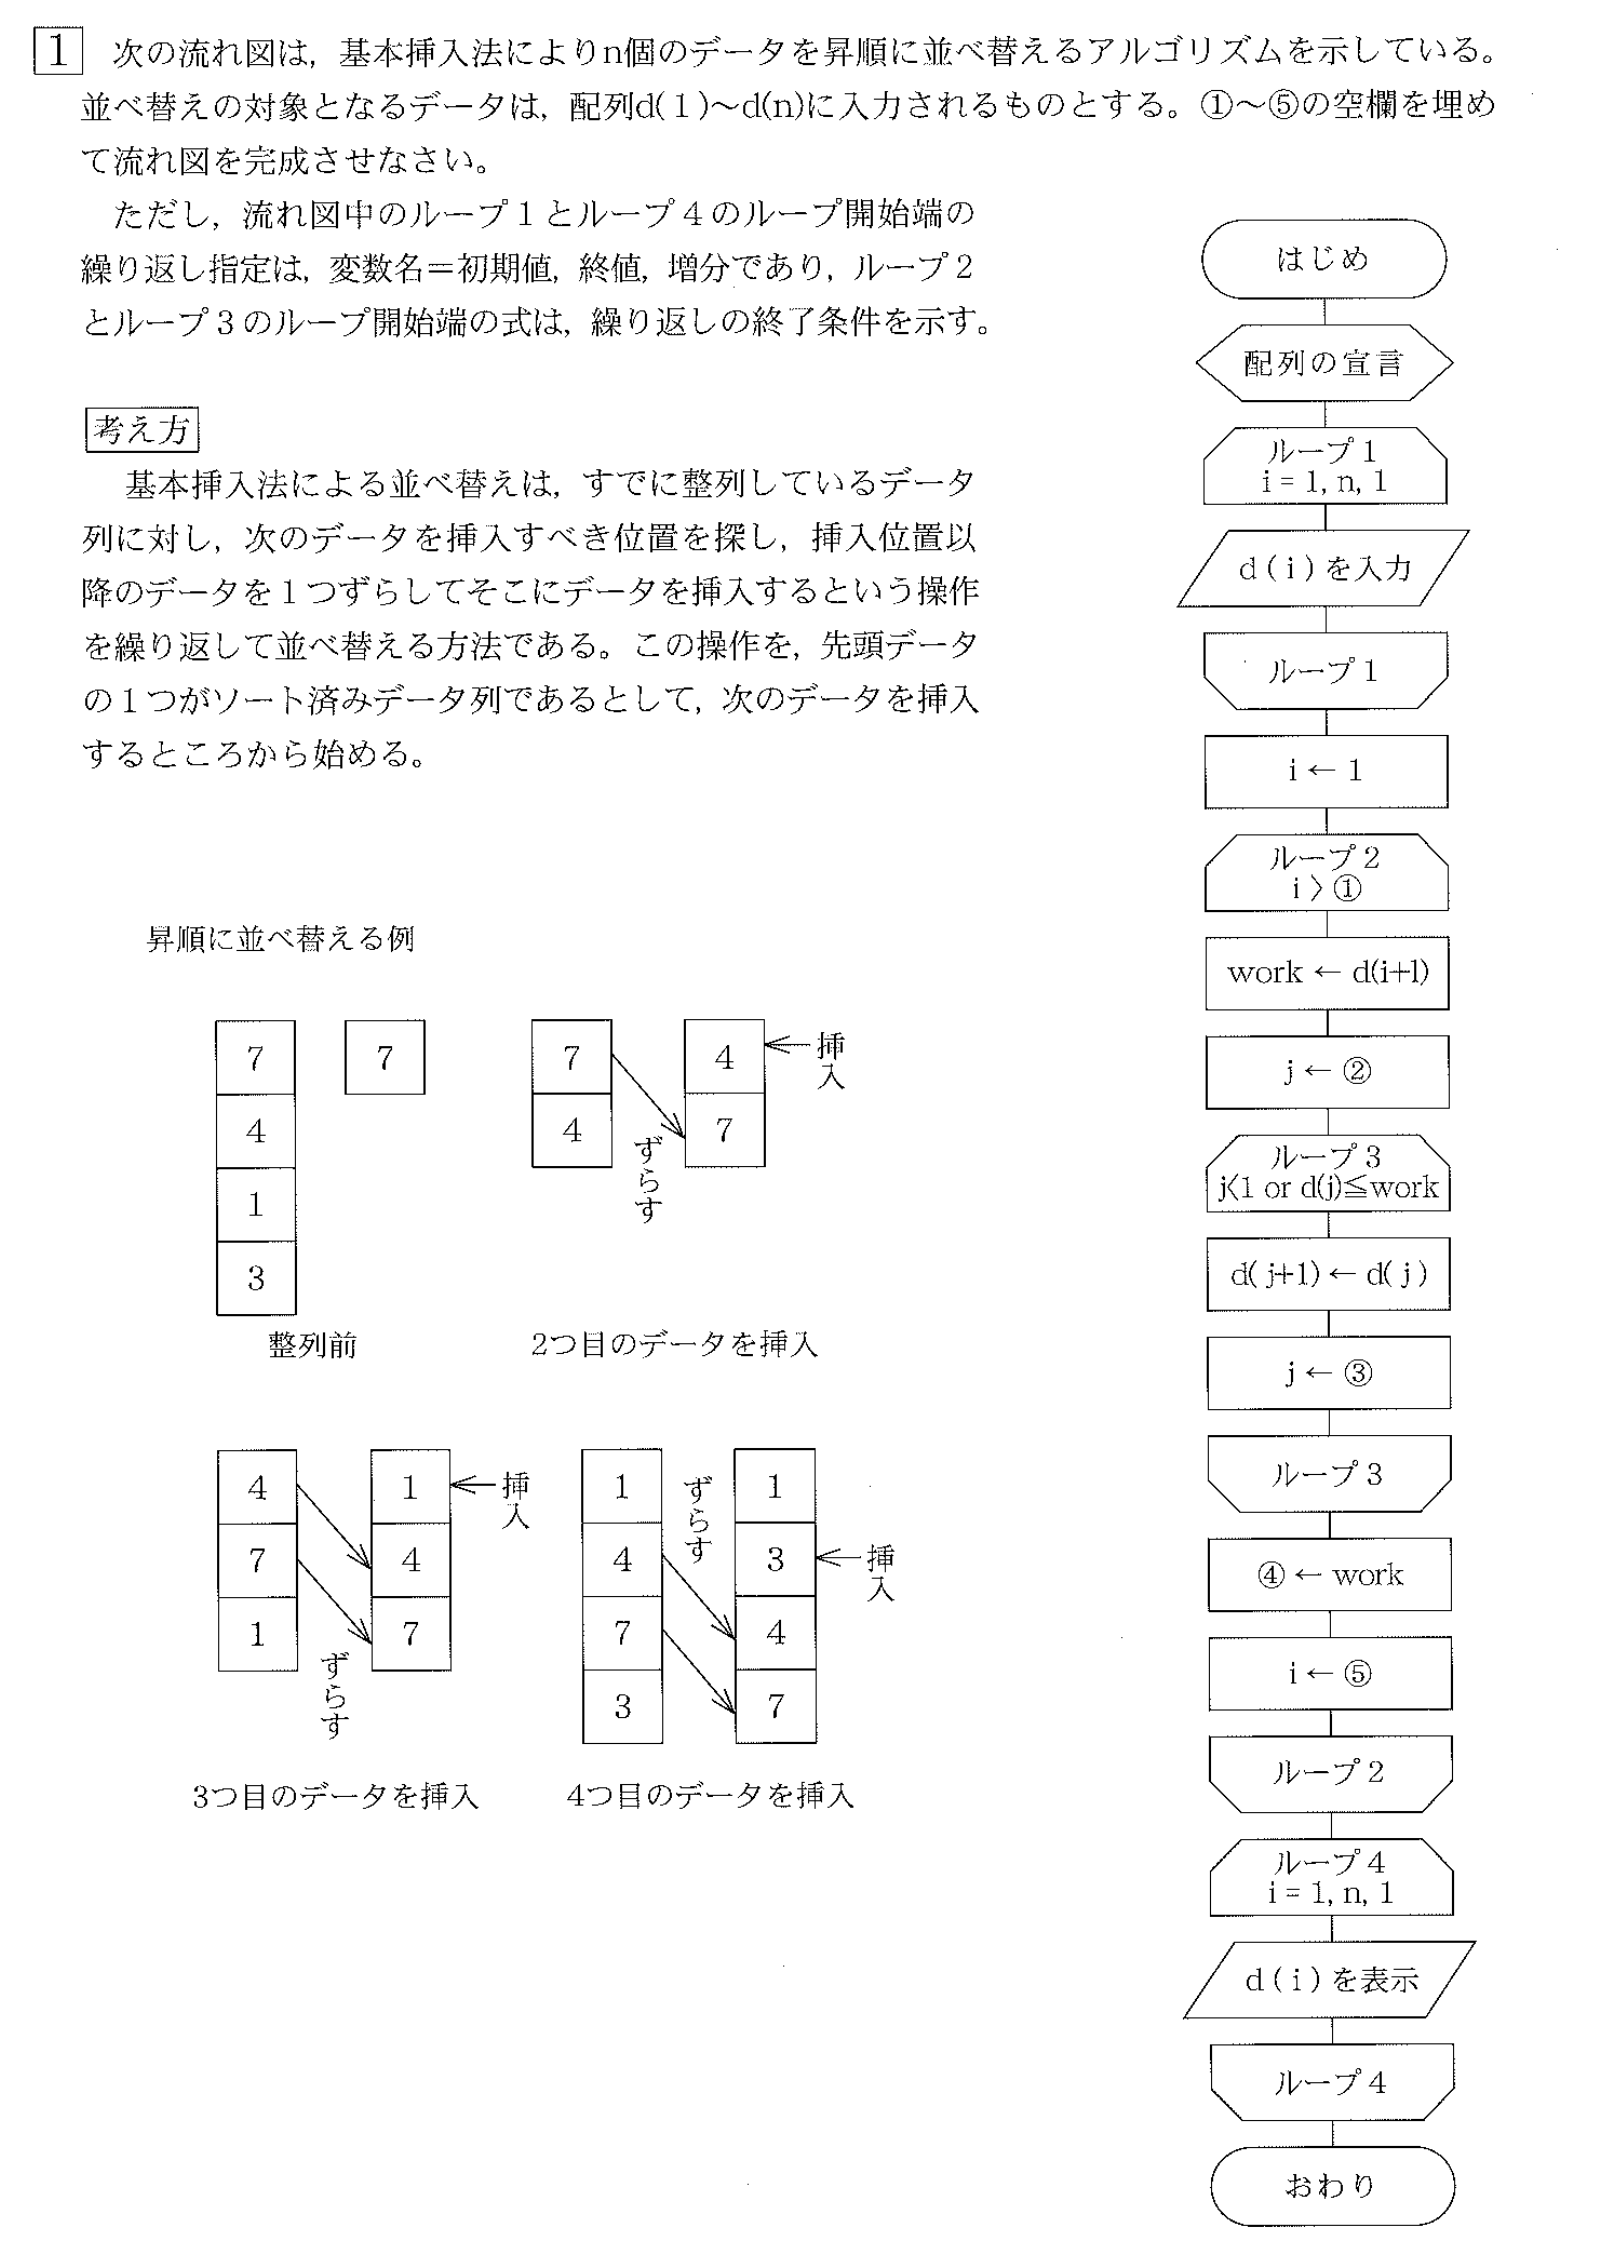 1 次の流れ図は，基本挿入法によりn個のデータを昇順に並べ替えるアルゴリズムを示している。
並べ替えの対象となるデータは，配列d(１)～d(n)に入力されるものとする。①～⑤の空欄を埋め
て流れ図を完成させなさい。
ただし，流れ図中のループ１とループ４のループ開始端の
繰り返し指定は，変数名＝初期値，終値，増分であり，ループ２
とループ３のループ開始端の式は，繰り返しの終了条件を示す。
考え方
基本挿入法による並べ替えは，すでに整列しているデータ
列に対し，次のデータを挿入すべき位置を探し，挿入位置以
降のデータを１つずらしてそこにデータを挿入するという操作
を繰り返して並べ替える方法である。この操作を，先頭データ
の１つがソート済みデータ列であるとして，次のデータを挿入
するところから始める。
昇順に並べ替える例
7
4
1
3
7
整列前
7
4
ずらす
4
7
挿入
2つ目のデータを挿入
4
7
1
ずらす
1
4
7
挿入
3つ目のデータを挿入
1
4
7
3
ずらす
1
3
4
7
挿入
4つ目のデータを挿入
はじめ
配列の宣言
ループ１
i = 1, n, 1
d ( i ) を入力
ループ１
i ← 1
ループ２
i 〉①
work ← d(i+1)
j ← ②
ループ３
j〈1 or d(j)≦work
d( j+1) ← d( j )
j ← ③
ループ３
④ ← work
i ← ⑤
ループ２
ループ４
i = 1, n, 1
d ( i ) を表示
ループ４
おわり